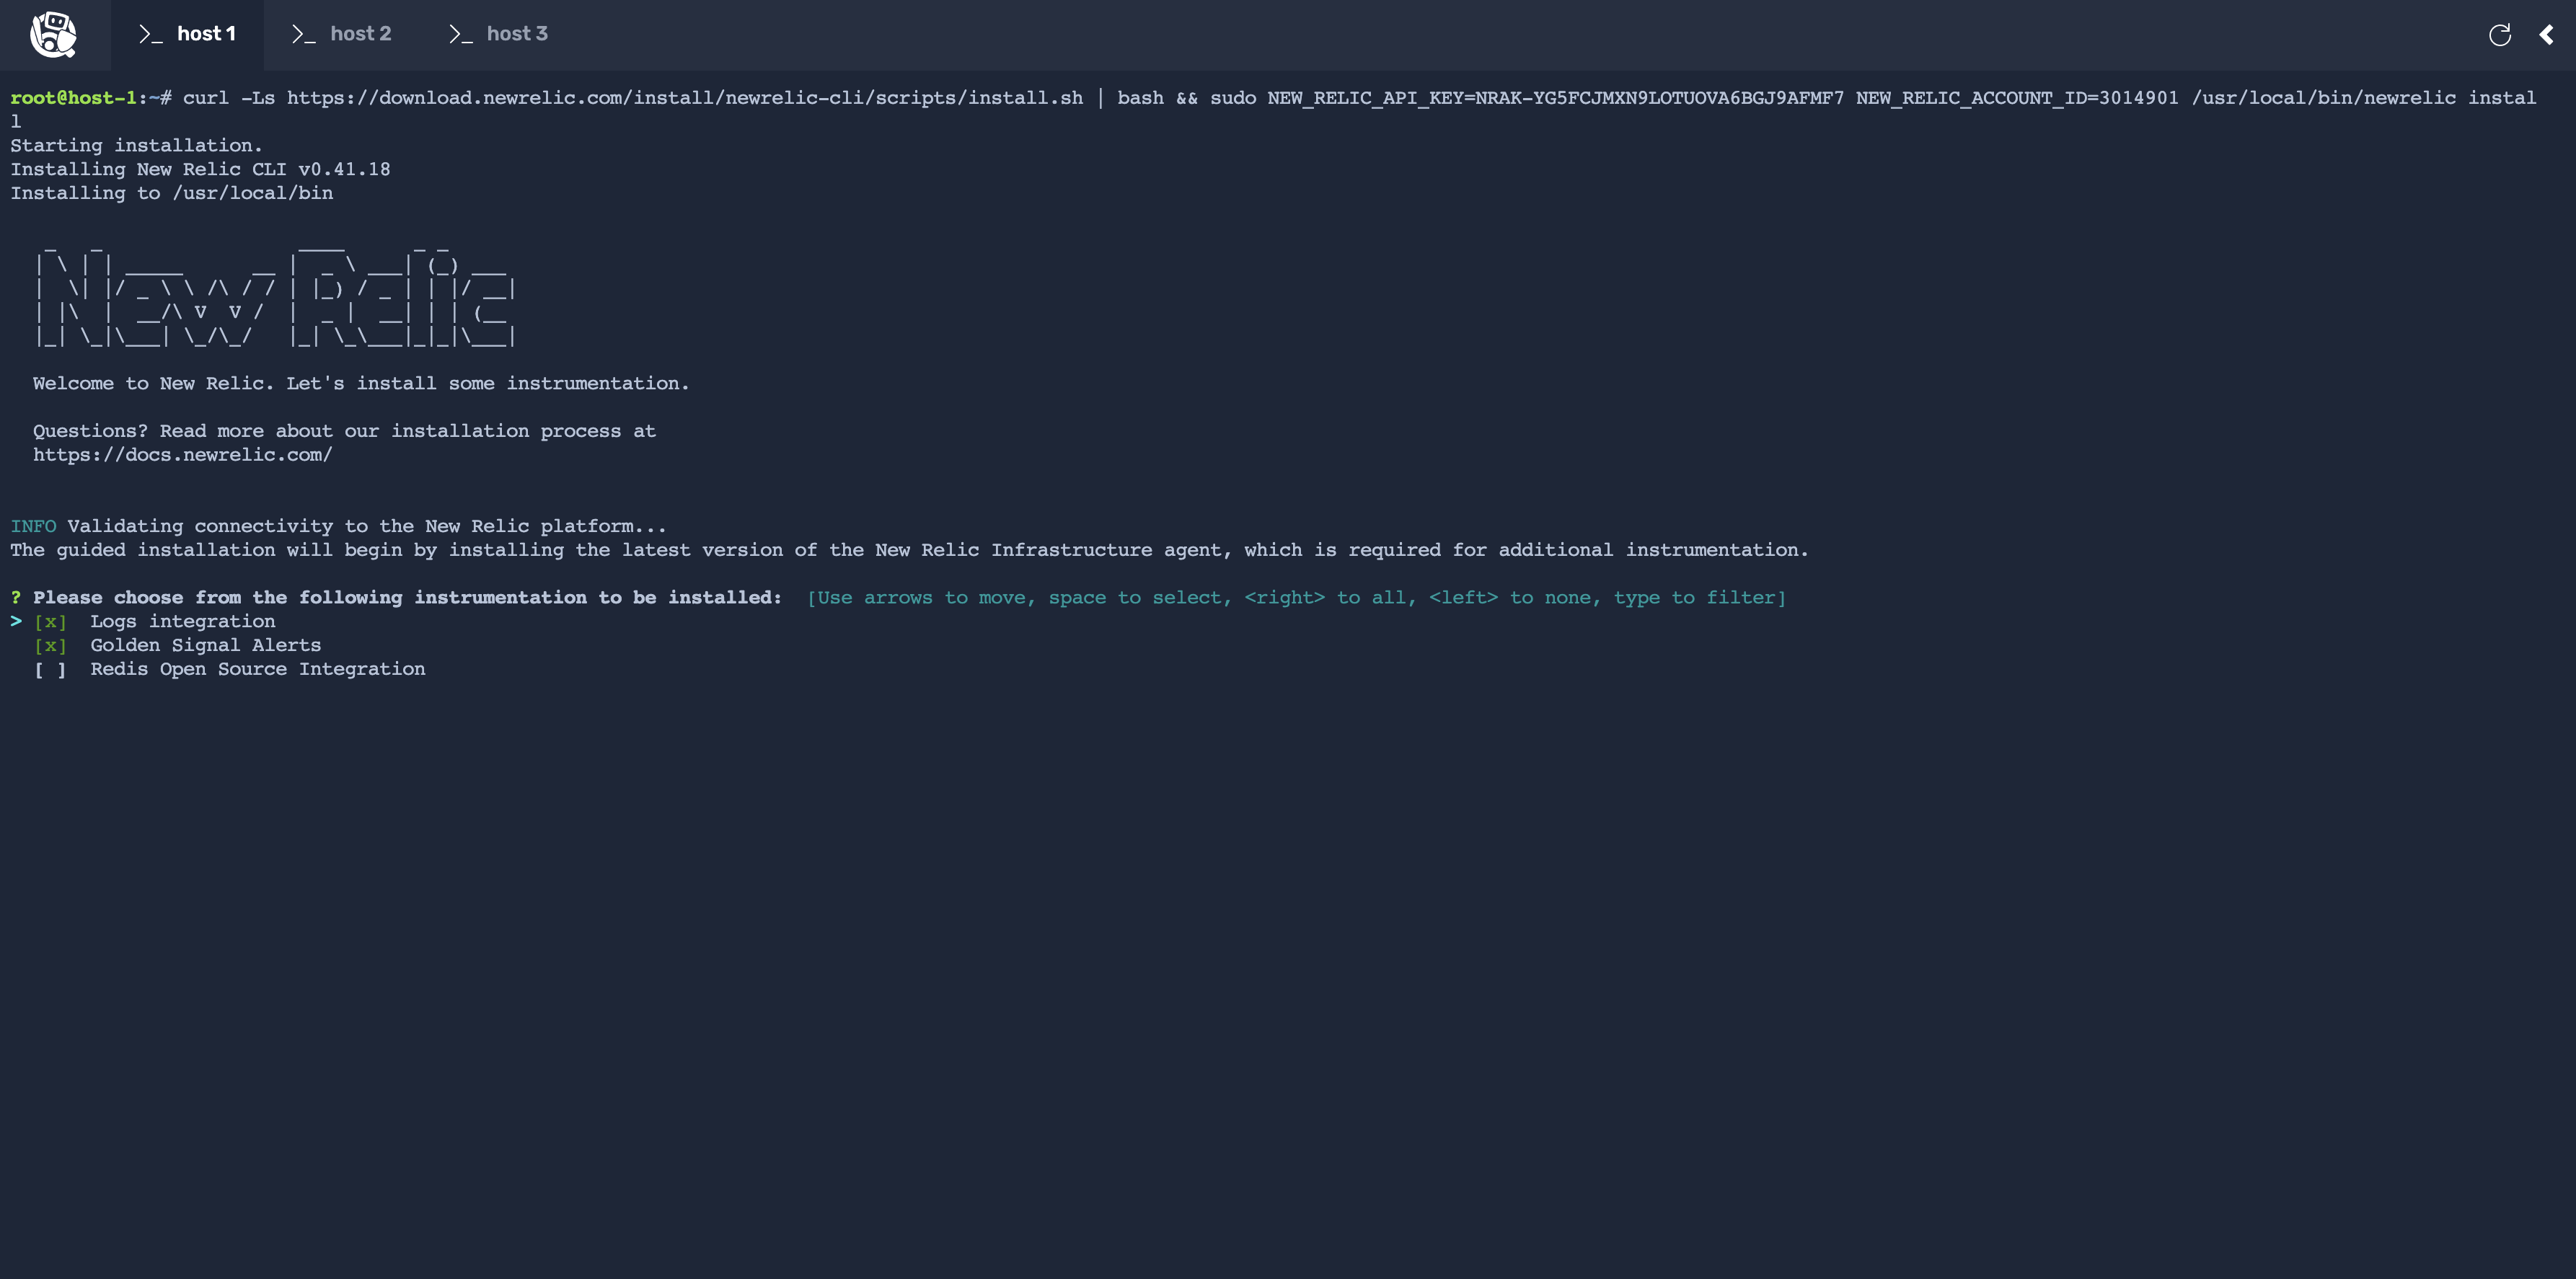 >_ host 1 >_ host 2 >_ host 3
root@host-1:~# curl -Ls https://download.newrelic.com/install/newrelic-cli/scripts/install.sh | bash && sudo NEW_RELIC_API_KEY=NRAK-YG5FCJMXN9LOTUOVA6BGJ9AFMF7 NEW_RELIC_ACCOUNT_ID=3014901 /usr/local/bin/newrelic instal
l
Starting installation.
Installing New Relic CLI v0.41.18
Installing to /usr/local/bin
New Relic
Welcome to New Relic. Let's install some instrumentation.
Questions? Read more about our installation process at
https://docs.newrelic.com/
INFO Validating connectivity to the New Relic platform...
The guided installation will begin by installing the latest version of the New Relic Infrastructure agent, which is required for additional instrumentation.
? Please choose from the following instrumentation to be installed:  [Use arrows to move, space to select, <right> to all, <left> to none, type to filter]
> [x]  Logs integration
[x]  Golden Signal Alerts
[ ]  Redis Open Source Integration